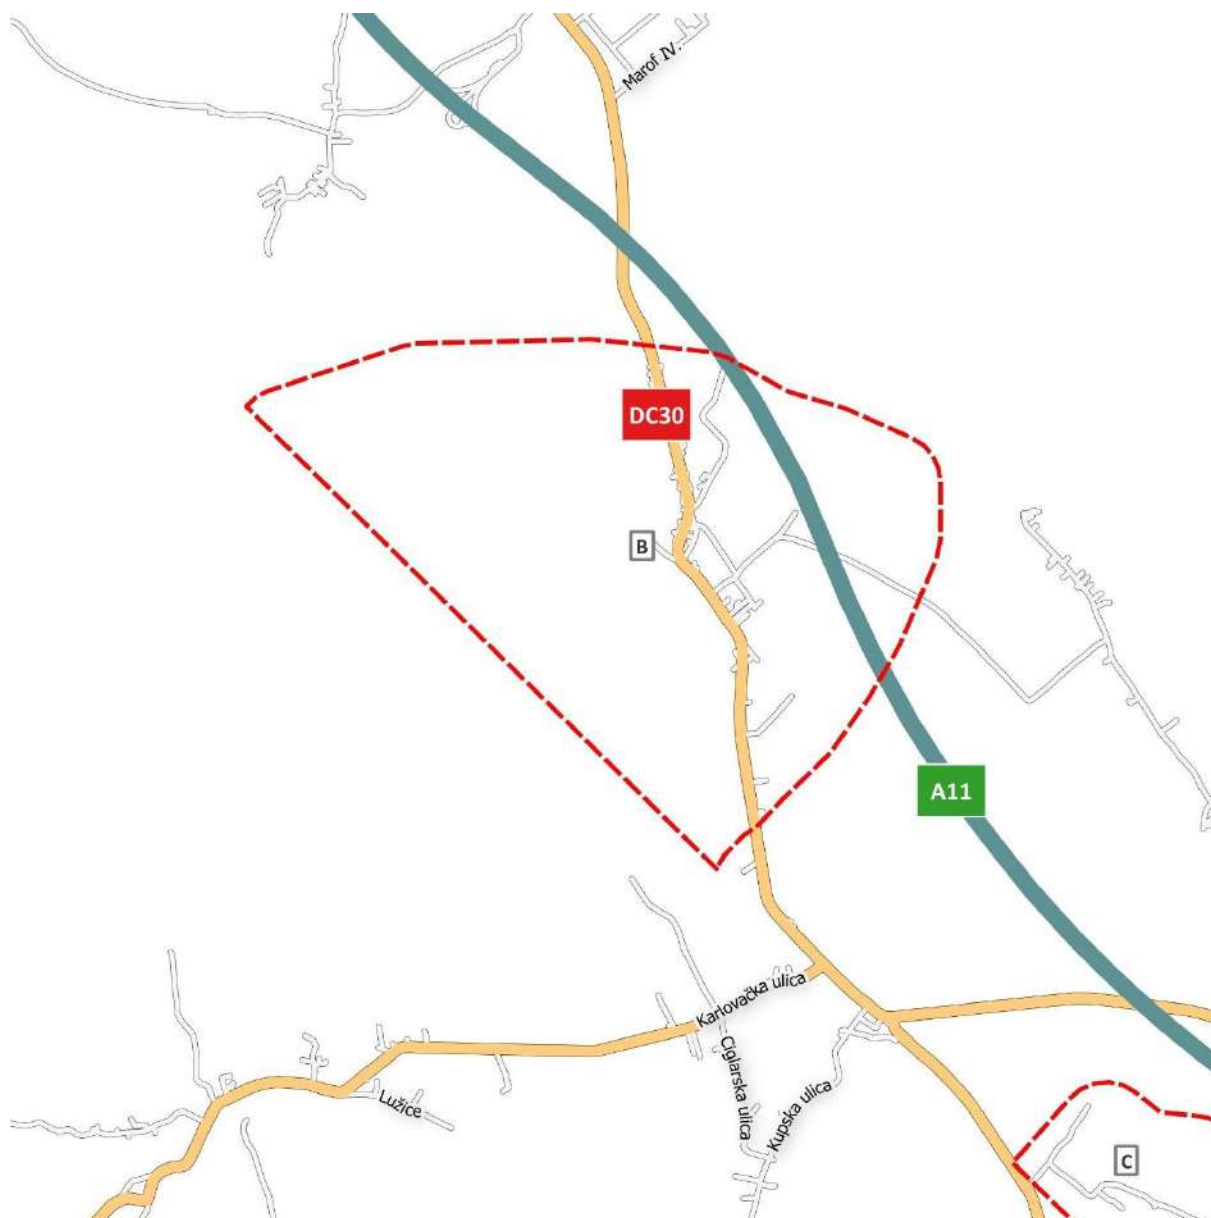 Marof IV.
DC30
B
A11
Karlovačka ulica
Ciglarska ulica
Kupska ulica
Lužice
C